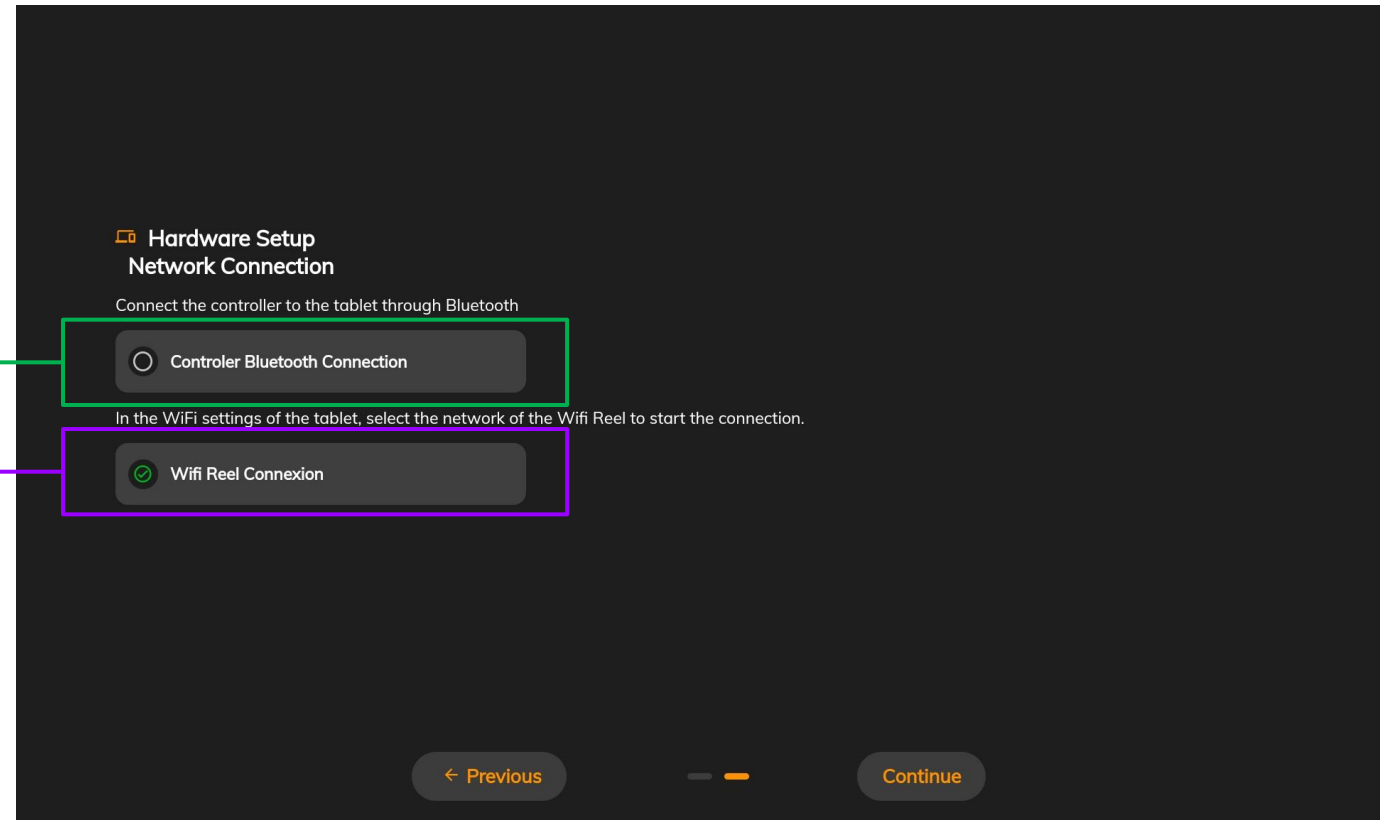 Hardware Setup
Network Connection
Connect the controller to the tablet through Bluetooth
Controler Bluetooth Connection
In the WiFi settings of the tablet, select the network of the Wifi Reel to start the connection.
Wifi Reel Connexion
Previous
Continue